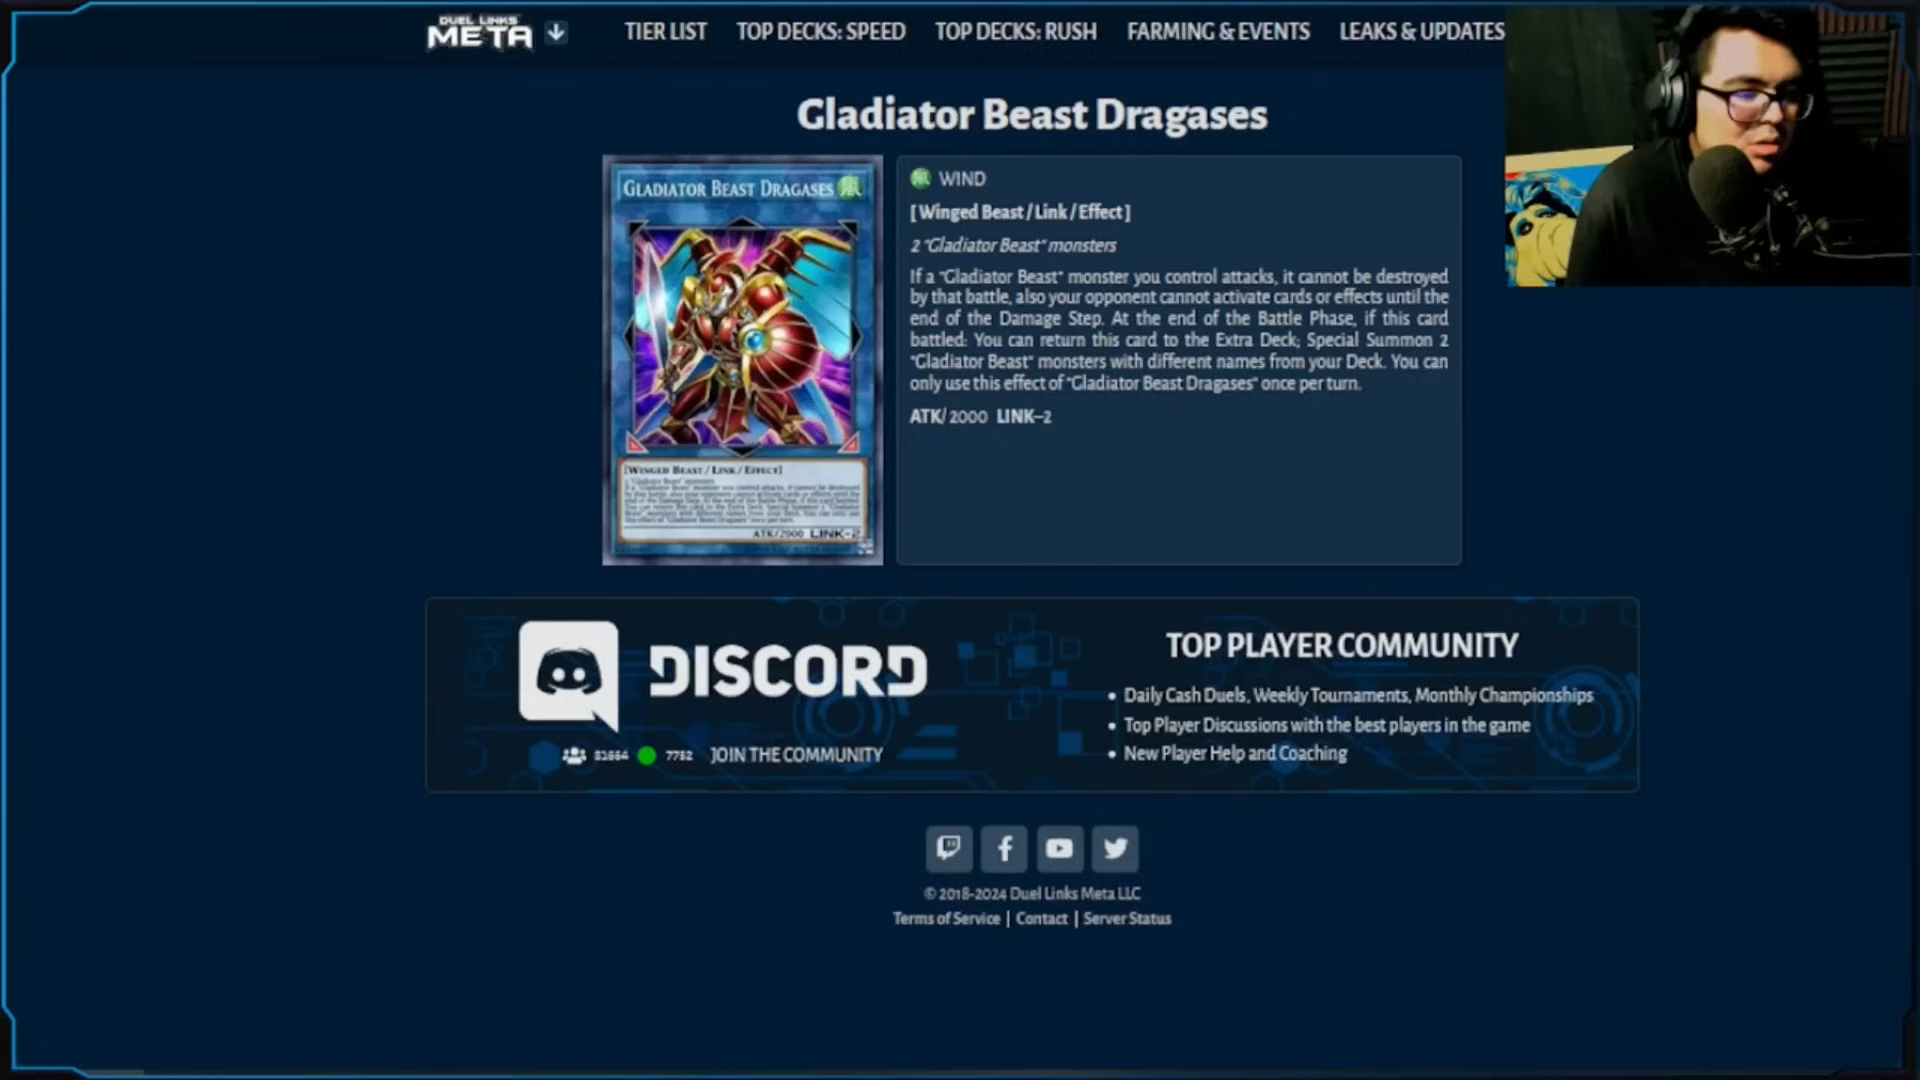 DUEL LINKS
META
TIER LIST
TOP DECKS: SPEED
TOP DECKS: RUSH
FARMING & EVENTS
LEAKS & UPDATES
Gladiator Beast Dragases
GLADIATOR BEAST DRAGASES
WIND
[ Winged Beast / Link / Effect ]
2 "Gladiator Beast" monsters
If a "Gladiator Beast" monster you control attacks, it cannot be destroyed
by that battle, also your opponent cannot activate cards or effects until the
end of the Damage Step. At the end of the Battle Phase, if this card
battled: You can return this card to the Extra Deck; Special Summon 2
"Gladiator Beast" monsters with different names from your Deck. You can
only use this effect of "Gladiator Beast Dragases" once per turn.
ATK/ 2000 LINK–2
[WINGED BEAST / LINK / EFFECT]
ATK/2000 LINK-2
DISCORD
81664
7752
JOIN THE COMMUNITY
TOP PLAYER COMMUNITY
• Daily Cash Duels, Weekly Tournaments, Monthly Championships
• Top Player Discussions with the best players in the game
• New Player Help and Coaching
© 2018-2024 Duel Links Meta LLC
Terms of Service | Contact | Server Status